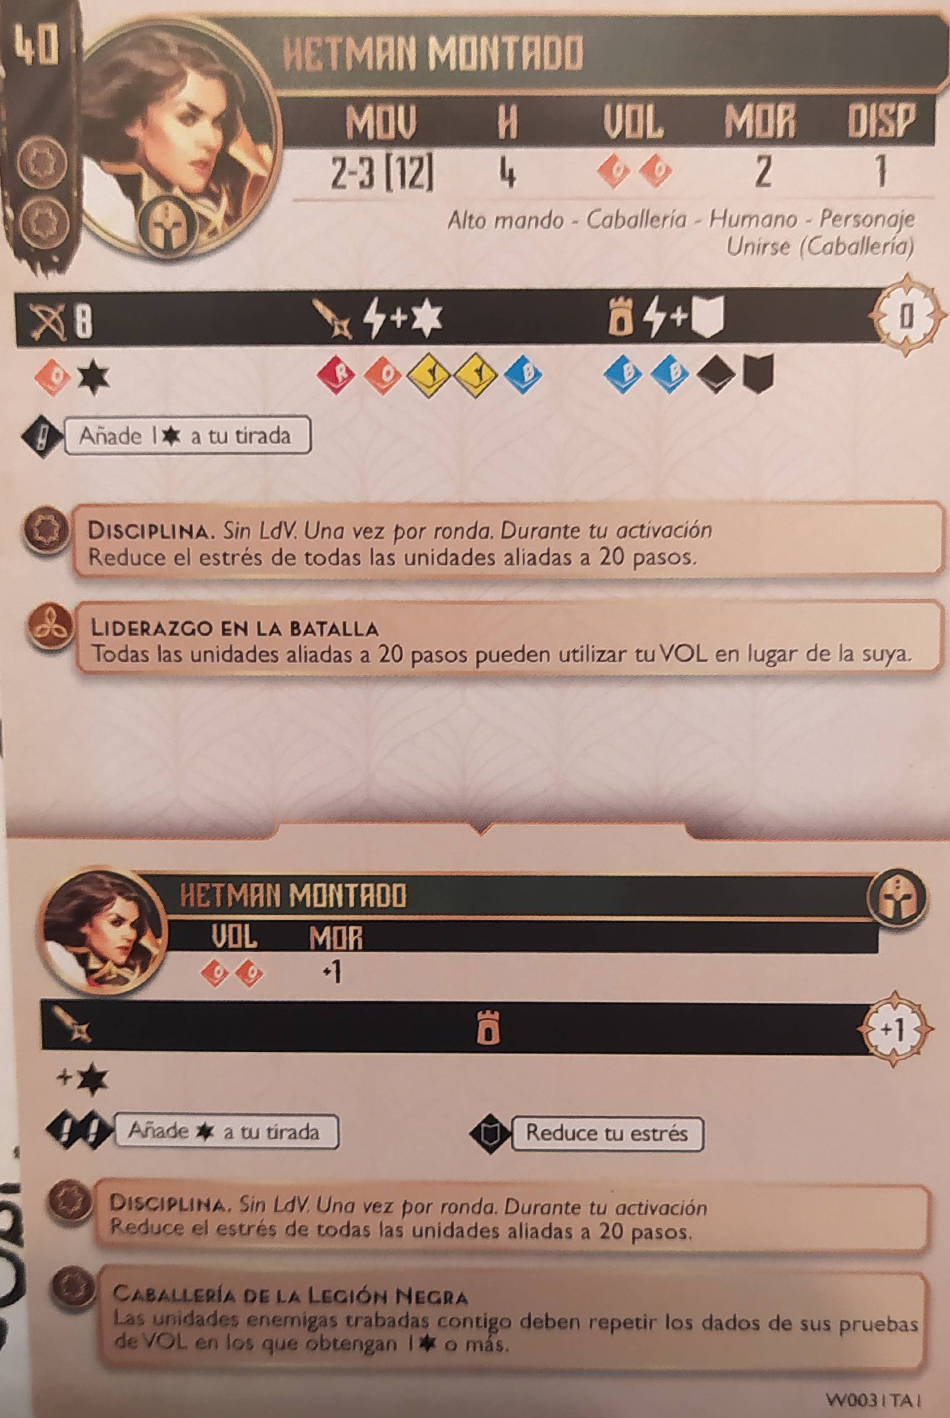 40
HETMAN MONTADO
MOV H VOL MOR DISP
2-3 [12] 4 O O 2 1
Alto mando - Caballería - Humano - Personaje
Unirse (Caballería)
8 + + 0
O R O Y Y B B B
Añade 1 a tu tirada
DISCIPLINA. Sin LdV. Una vez por ronda. Durante tu activación
Reduce el estrés de todas las unidades aliadas a 20 pasos.
LIDERAZGO EN LA BATALLA
Todas las unidades aliadas a 20 pasos pueden utilizar tu VOL en lugar de la suya.
HETMAN MONTADO
VOL MOR
O O +1
+1
+
Añade a tu tirada
Reduce tu estrés
DISCIPLINA. Sin LdV. Una vez por ronda. Durante tu activación
Reduce el estrés de todas las unidades aliadas a 20 pasos.
CABALLERÍA DE LA LEGIÓN NEGRA
Las unidades enemigas trabadas contigo deben repetir los dados de sus pruebas
de VOL en los que obtengan 1 o más.
W0031TA1